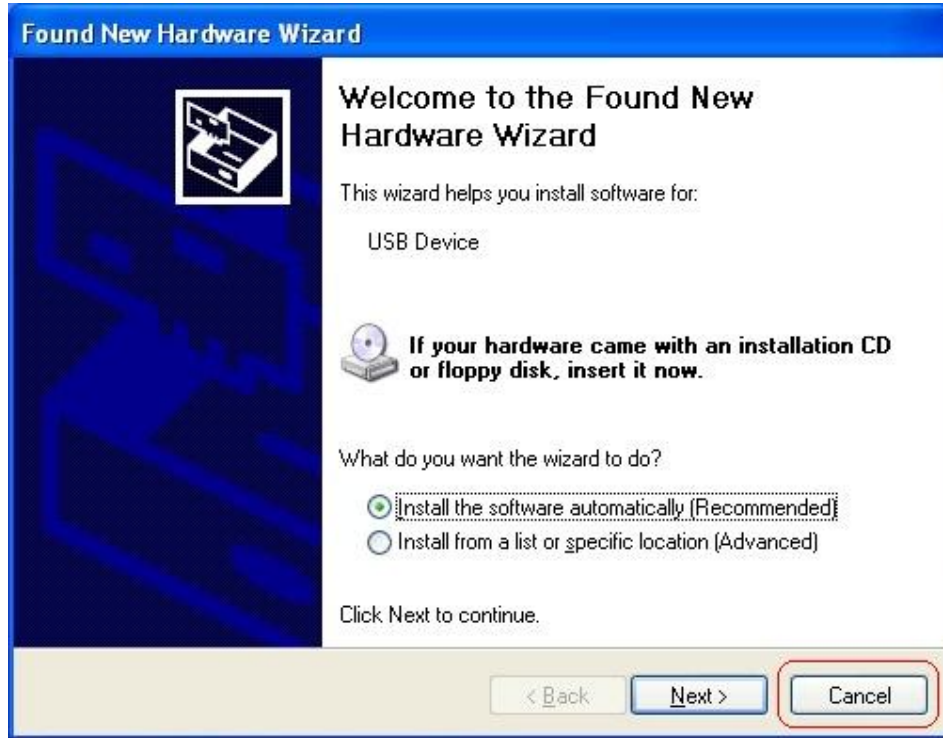 Found New Hardware Wizard
Welcome to the Found New
Hardware Wizard
This wizard helps you install software for:
USB Device
If your hardware came with an installation CD
or floppy disk, insert it now.
What do you want the wizard to do?
Install the software automatically (Recommended)
Install from a list or specific location (Advanced)
Click Next to continue.
< Back Next > Cancel